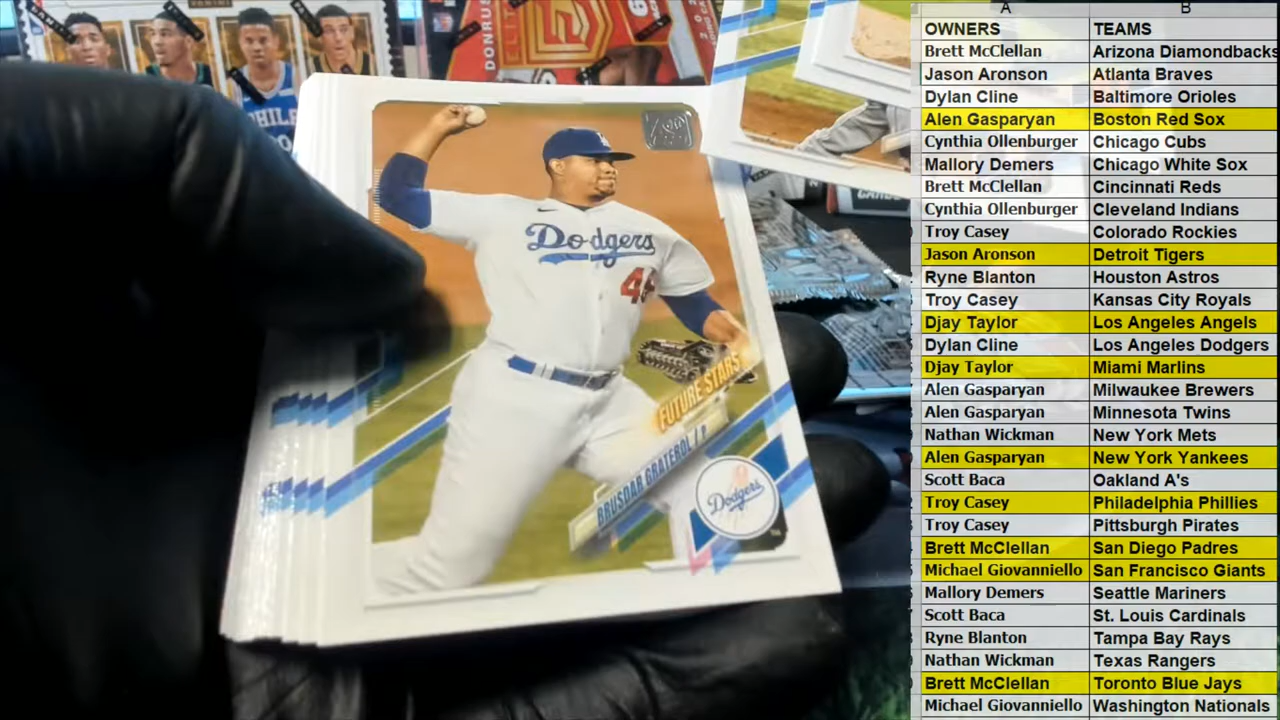 PANINI
PHILA
DONRUSS
ELITE
70
Dodgers
48
FUTURE STARS
BRUSDAR GRATEROL / P
Dodgers
A B
OWNERS TEAMS
Brett McClellan Arizona Diamondbacks
Jason Aronson Atlanta Braves
Dylan Cline Baltimore Orioles
Alen Gasparyan Boston Red Sox
Cynthia Ollenburger Chicago Cubs
Mallory Demers Chicago White Sox
Brett McClellan Cincinnati Reds
Cynthia Ollenburger Cleveland Indians
Troy Casey Colorado Rockies
Jason Aronson Detroit Tigers
Ryne Blanton Houston Astros
Troy Casey Kansas City Royals
Djay Taylor Los Angeles Angels
Dylan Cline Los Angeles Dodgers
Djay Taylor Miami Marlins
Alen Gasparyan Milwaukee Brewers
Alen Gasparyan Minnesota Twins
Nathan Wickman New York Mets
Alen Gasparyan New York Yankees
Scott Baca Oakland A's
Troy Casey Philadelphia Phillies
Troy Casey Pittsburgh Pirates
Brett McClellan San Diego Padres
Michael Giovanniello San Francisco Giants
Mallory Demers Seattle Mariners
Scott Baca St. Louis Cardinals
Ryne Blanton Tampa Bay Rays
Nathan Wickman Texas Rangers
Brett McClellan Toronto Blue Jays
Michael Giovanniello Washington Nationals